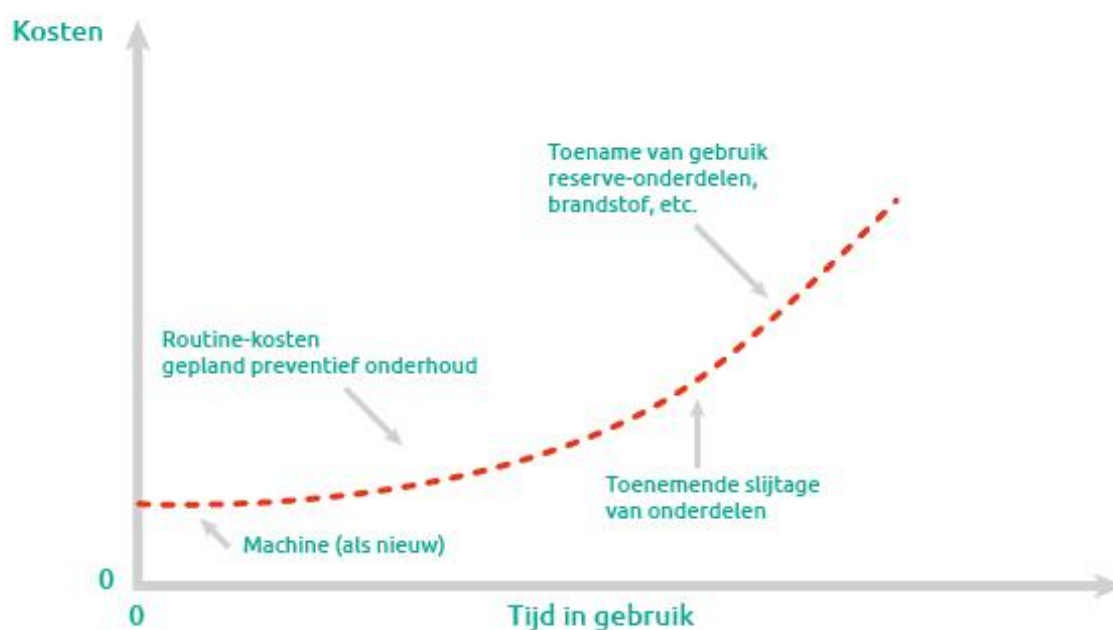 Kosten
Toename van gebruik
reserve-onderdelen,
brandstof, etc.
Routine-kosten
gepland preventief onderhoud
Toenemende slijtage
van onderdelen
Machine (als nieuw)
0
0
Tijd in gebruik